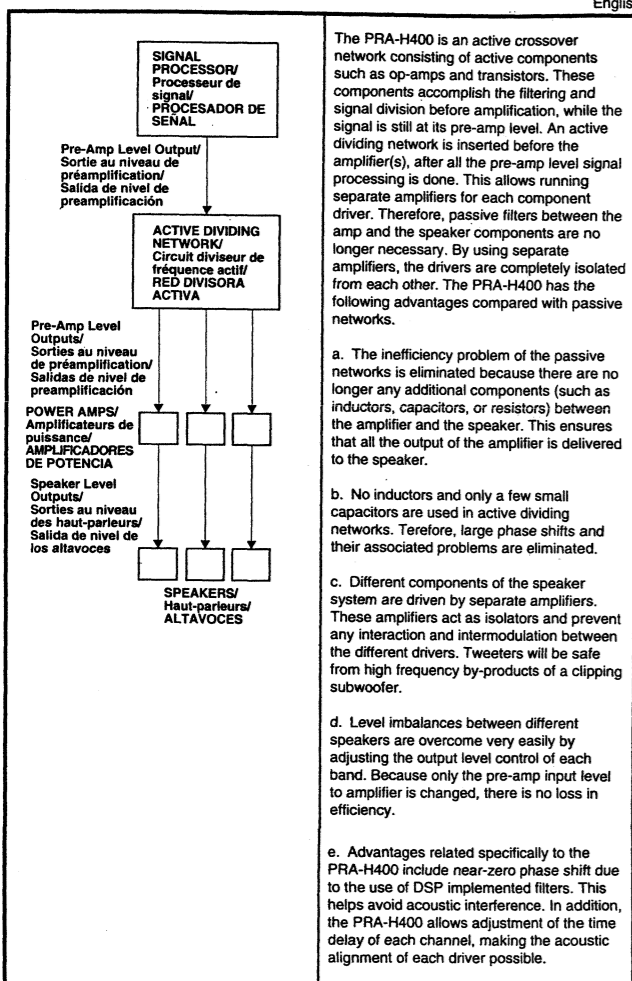 Englis
SIGNAL
PROCESSOR/
Processeur de
signal/
PROCESADOR DE
SEÑAL
Pre-Amp Level Output/
Sortie au niveau de
préamplification/
Salida de nivel de
preamplificación
ACTIVE DIVIDING
NETWORK/
Circuit diviseur de
fréquence actif/
RED DIVISORA
ACTIVA
Pre-Amp Level
Outputs/
Sorties au niveau
de préamplification/
Salidas de nivel de
preamplificación
POWER AMPS/
Amplificateurs de
puissance/
AMPLIFICADORES
DE POTENCIA
Speaker Level
Outputs/
Sorties au niveau
des haut-parleurs/
Salida de nivel de
los altavoces
SPEAKERS/
Haut-parleurs/
ALTAVOCES
The PRA-H400 is an active crossover
network consisting of active components
such as op-amps and transistors. These
components accomplish the filtering and
signal division before amplification, while the
signal is still at its pre-amp level. An active
dividing network is inserted before the
amplifier(s), after all the pre-amp level signal
processing is done. This allows running
separate amplifiers for each component
driver. Therefore, passive filters between the
amp and the speaker components are no
longer necessary. By using separate
amplifiers, the drivers are completely isolated
from each other. The PRA-H400 has the
following advantages compared with passive
networks.
a. The inefficiency problem of the passive
networks is eliminated because there are no
longer any additional components (such as
inductors, capacitors, or resistors) between
the amplifier and the speaker. This ensures
that all the output of the amplifier is delivered
to the speaker.
b. No inductors and only a few small
capacitors are used in active dividing
networks. Terefore, large phase shifts and
their associated problems are eliminated.
c. Different components of the speaker
system are driven by separate amplifiers.
These amplifiers act as isolators and prevent
any interaction and intermodulation between
the different drivers. Tweeters will be safe
from high frequency by-products of a clipping
subwoofer.
d. Level imbalances between different
speakers are overcome very easily by
adjusting the output level control of each
band. Because only the pre-amp input level
to amplifier is changed, there is no loss in
efficiency.
e. Advantages related specifically to the
PRA-H400 include near-zero phase shift due
to the use of DSP implemented filters. This
helps avoid acoustic interference. In addition,
the PRA-H400 allows adjustment of the time
delay of each channel, making the acoustic
alignment of each driver possible.